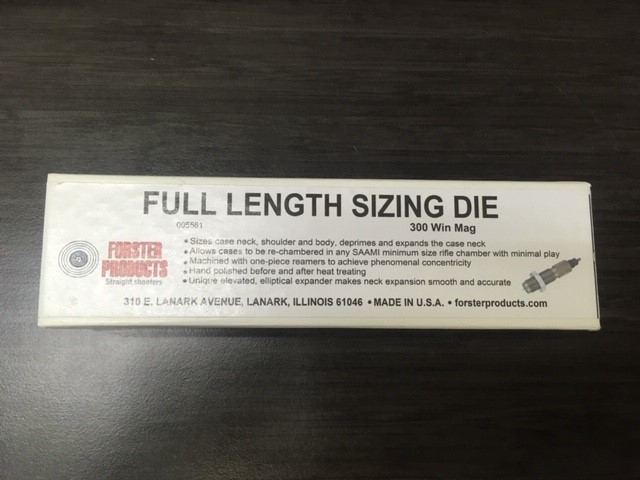 FULL LENGTH SIZING DIE
005561
300 Win Mag
FORSTER
PRODUCTS
Straight shooters
• Sizes case neck, shoulder and body, deprimes and expands the case neck
• Allows cases to be re-chambered in any SAAMI minimum size rifle chamber with minimal play
• Machined with one-piece reamers to achieve phenomenal concentricity
• Hand polished before and after heat treating
• Unique elevated, elliptical expander makes neck expansion smooth and accurate
310 E. LANARK AVENUE, LANARK, ILLINOIS 61046 • MADE IN U.S.A. • forsterproducts.com